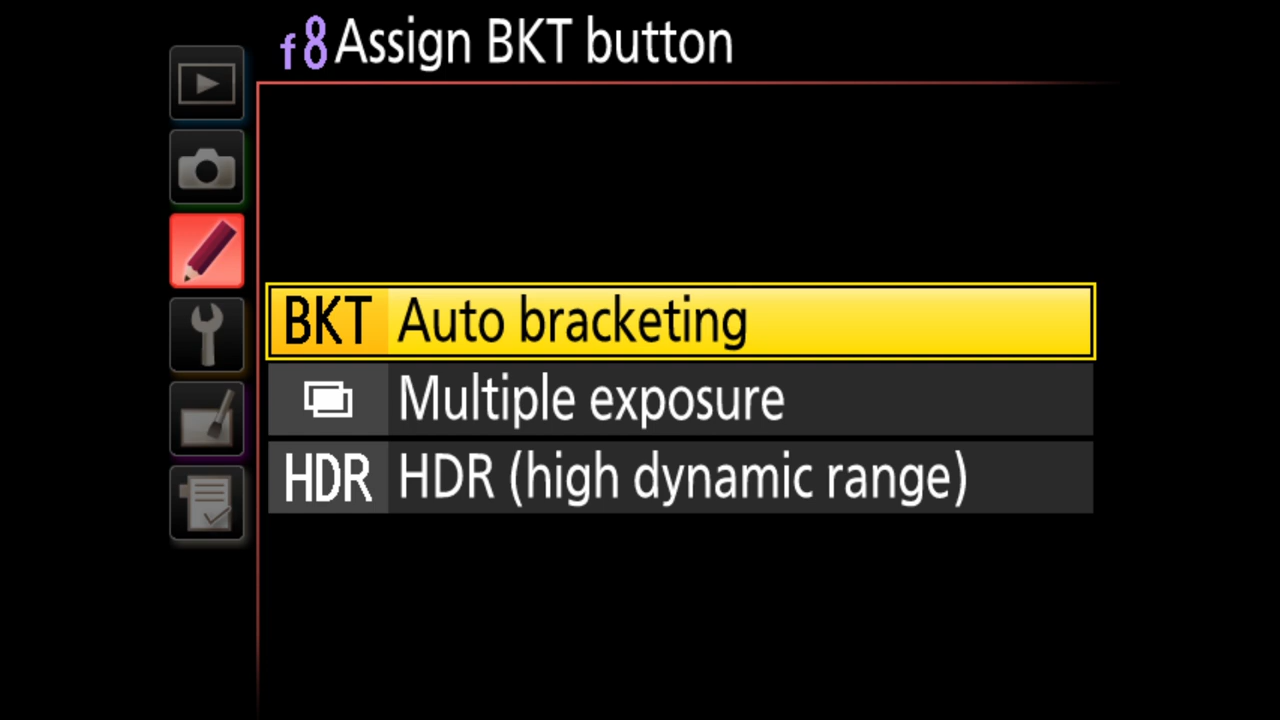 f8 Assign BKT button
BKT Auto bracketing
Multiple exposure
HDR HDR (high dynamic range)